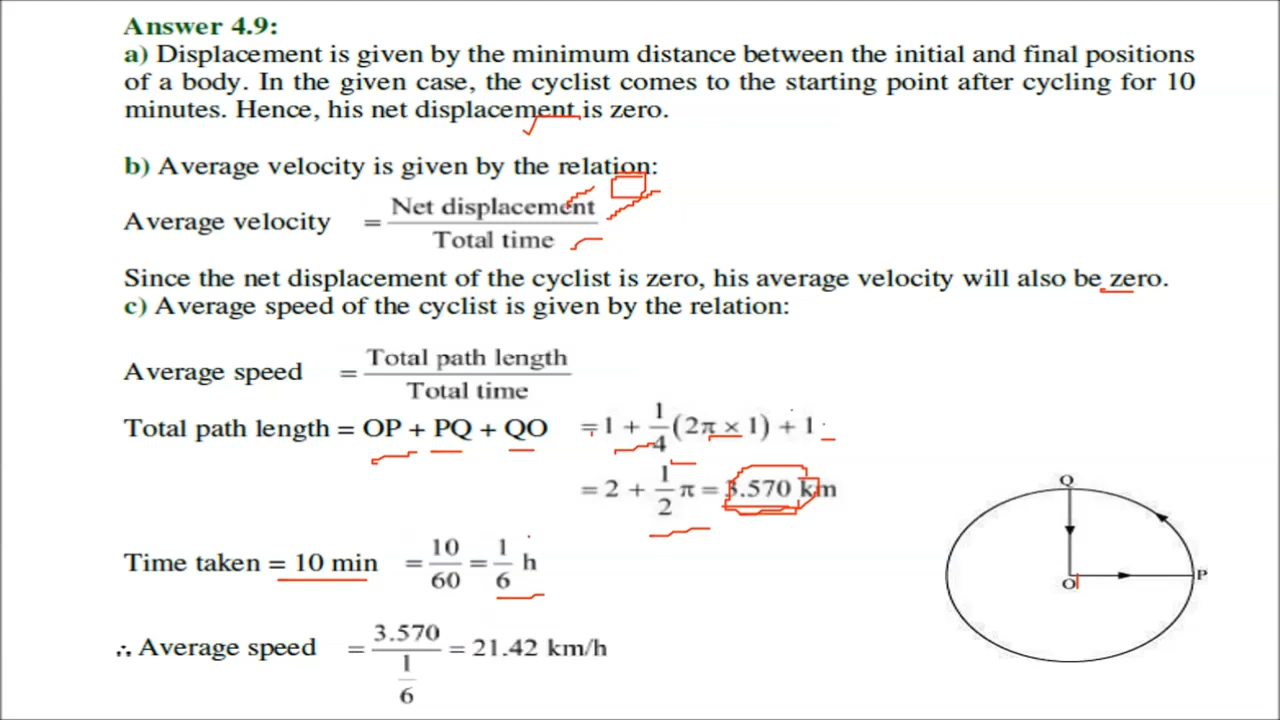 Answer 4.9:
a) Displacement is given by the minimum distance between the initial and final positions
of a body. In the given case, the cyclist comes to the starting point after cycling for 10
minutes. Hence, his net displacement is zero.
b) Average velocity is given by the relation:
Average velocity = Net displacement / Total time
Since the net displacement of the cyclist is zero, his average velocity will also be zero.
c) Average speed of the cyclist is given by the relation:
Average speed = Total path length / Total time
Total path length = OP + PQ + QO = 1 + 1/4 (2π × 1) + 1
= 2 + 1/2 π = 3.570 km
Time taken = 10 min = 10/60 = 1/6 h
∴ Average speed = 3.570 / 1/6 = 21.42 km/h
Q
O
P